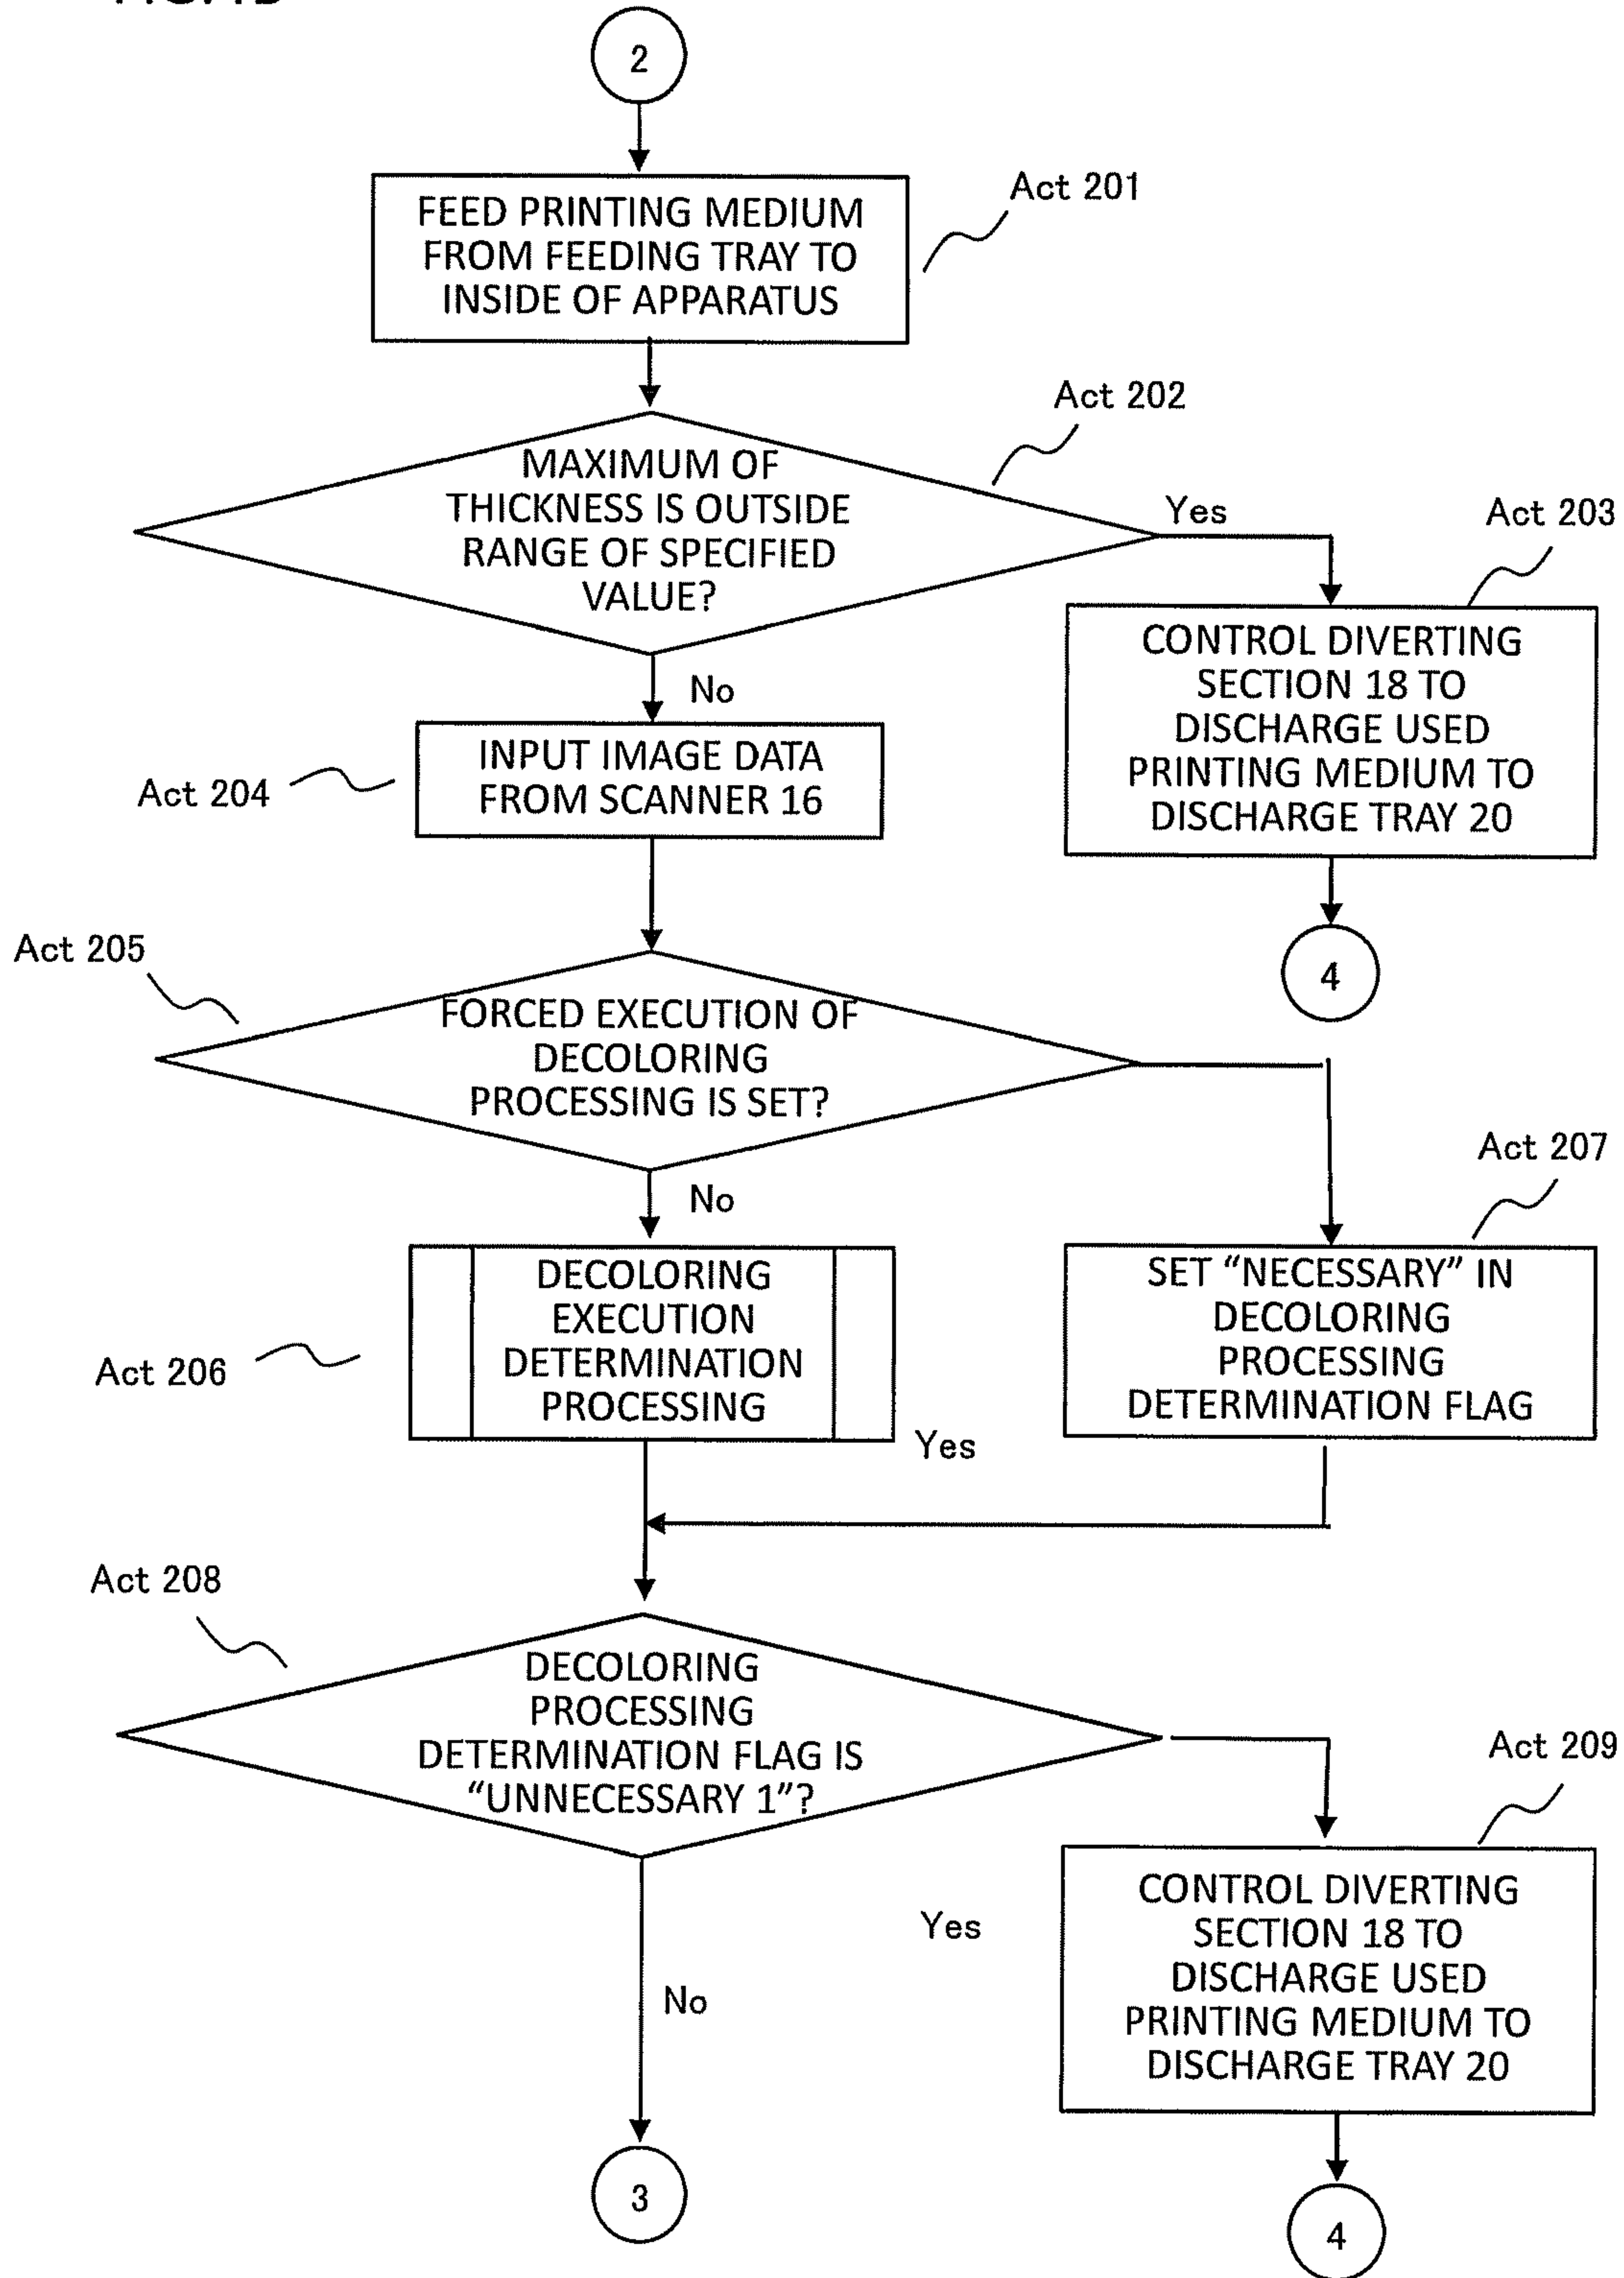 2
Act 201
FEED PRINTING MEDIUM
FROM FEEDING TRAY TO
INSIDE OF APPARATUS
Act 202
MAXIMUM OF
THICKNESS IS OUTSIDE
RANGE OF SPECIFIED
VALUE?
Yes
Act 203
CONTROL DIVERTING
SECTION 18 TO
DISCHARGE USED
PRINTING MEDIUM TO
DISCHARGE TRAY 20
4
No
Act 204
INPUT IMAGE DATA
FROM SCANNER 16
Act 205
FORCED EXECUTION OF
DECOLORING
PROCESSING IS SET?
No
Act 207
SET “NECESSARY” IN
DECOLORING
PROCESSING
DETERMINATION FLAG
Act 206
DECOLORING
EXECUTION
DETERMINATION
PROCESSING
Yes
Act 208
DECOLORING
PROCESSING
DETERMINATION FLAG IS
“UNNECESSARY 1”?
Act 209
CONTROL DIVERTING
SECTION 18 TO
DISCHARGE USED
PRINTING MEDIUM TO
DISCHARGE TRAY 20
Yes
No
3
4